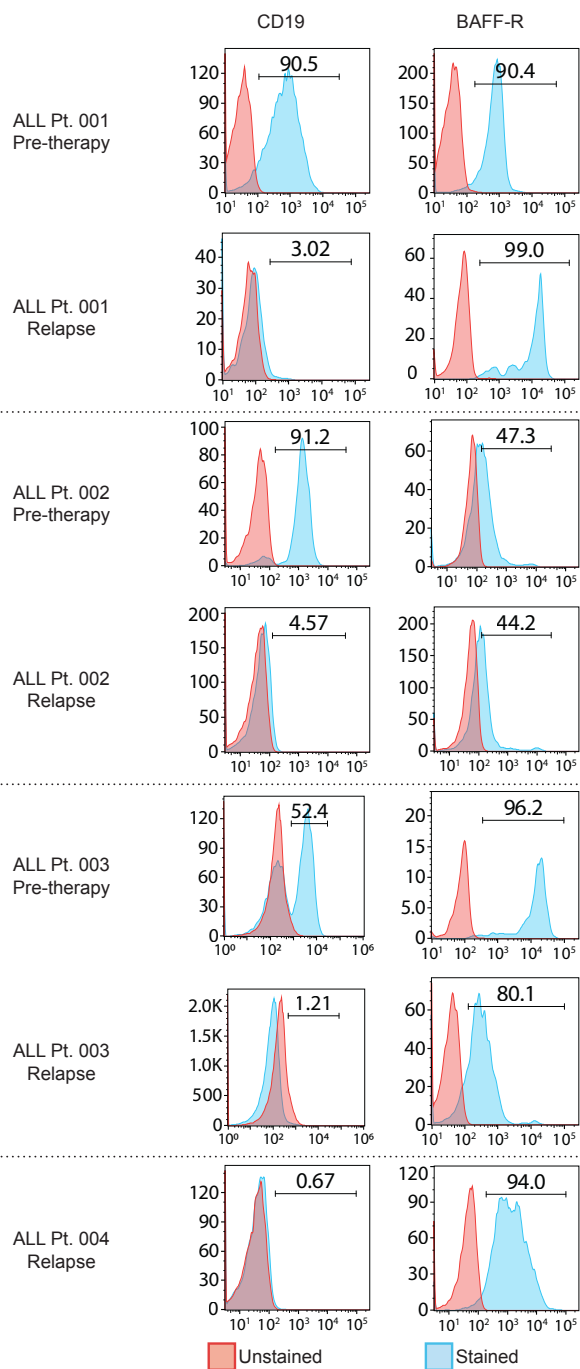 CD19 BAFF-R
ALL Pt. 001
Pre-therapy
90.5
120
90
60
30
0
10¹ 10² 10³ 10⁴ 10⁵
90.4
200
150
100
50
0
10¹ 10² 10³ 10⁴ 10⁵
ALL Pt. 001
Relapse
3.02
40
30
20
10
0
10¹ 10² 10³ 10⁴ 10⁵
99.0
80
60
40
20
0
10¹ 10² 10³ 10⁴ 10⁵
ALL Pt. 002
Pre-therapy
91.2
100
80
60
40
20
0
10¹ 10² 10³ 10⁴ 10⁵
47.3
60
40
20
0
10¹ 10² 10³ 10⁴ 10⁵
ALL Pt. 002
Relapse
4.57
200
150
100
50
0
10¹ 10² 10³ 10⁴ 10⁵
44.2
200
150
100
50
0
10¹ 10² 10³ 10⁴ 10⁵
ALL Pt. 003
Pre-therapy
52.4
120
90
60
30
0
10⁰ 10² 10⁴ 10⁶
96.2
20
15
10
5.0
0
10¹ 10² 10³ 10⁴ 10⁵
ALL Pt. 003
Relapse
1.21
2.0K
1.5K
1.0K
500
0
10⁰ 10² 10⁴ 10⁶
80.1
60
40
20
0
10¹ 10² 10³ 10⁴ 10⁵
ALL Pt. 004
Relapse
0.67
120
90
60
30
0
10¹ 10² 10³ 10⁴ 10⁵
94.0
120
90
60
30
0
10¹ 10² 10³ 10⁴ 10⁵
Unstained Stained